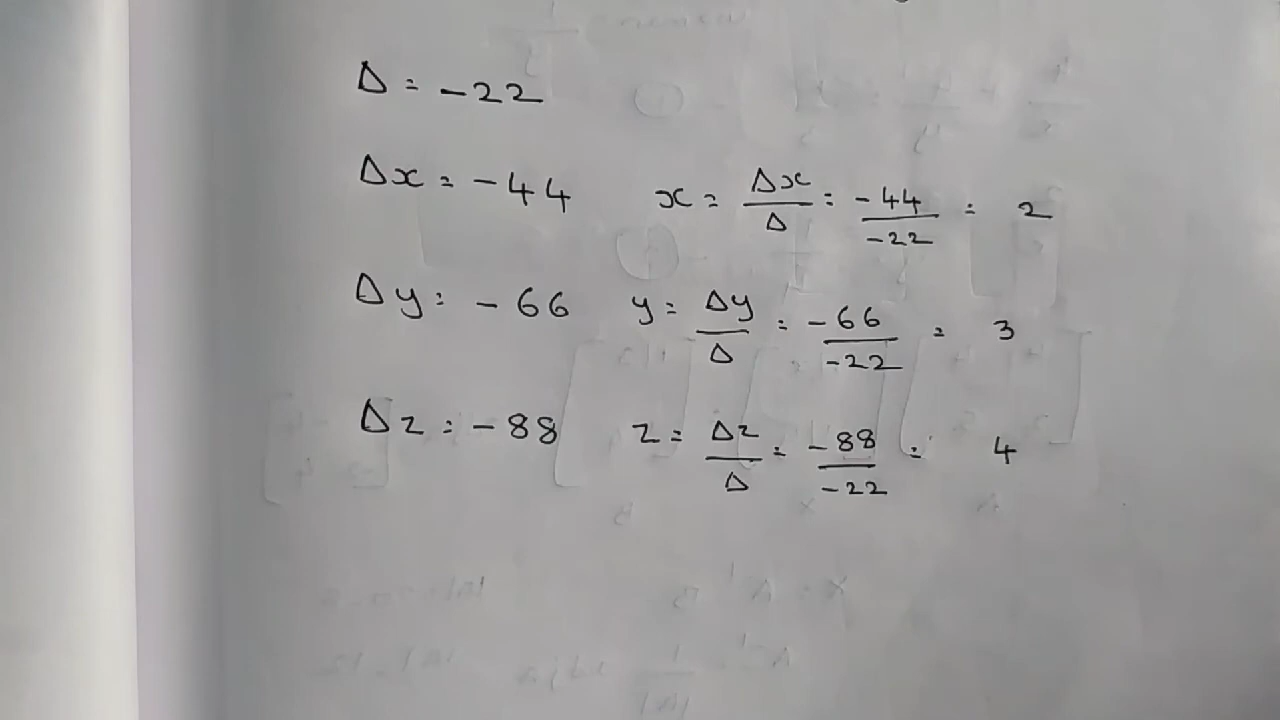 Δ = -22
Δx = -44 x = Δx/Δ = -44/-22 = 2
Δy = -66 y = Δy/Δ = -66/-22 = 3
Δz = -88 z = Δz/Δ = -88/-22 = 4